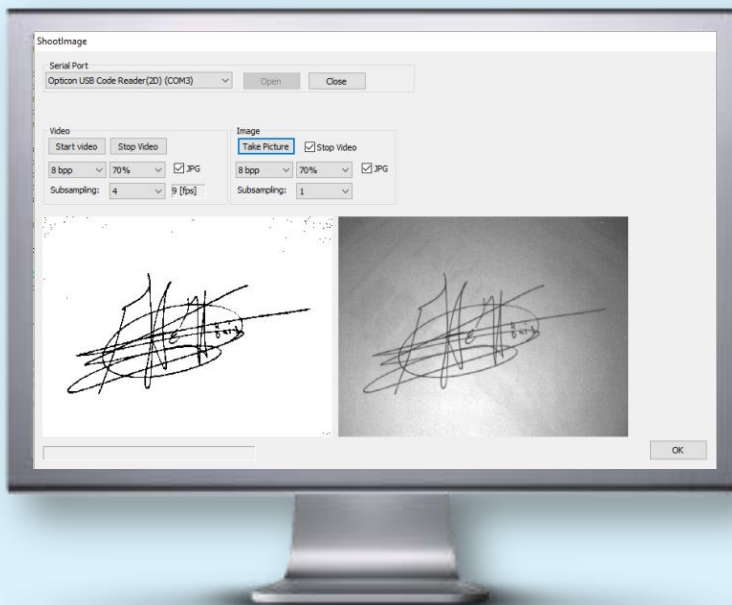 ShootImage
Serial Port
Opticon USB Code Reader(2D) (COM3) Open Close
Video Image
Start video Stop Video Take Picture Stop Video
8 bpp 70% JPG 8 bpp 70% JPG
Subsampling: 4 9 [fps] Subsampling: 1
OK